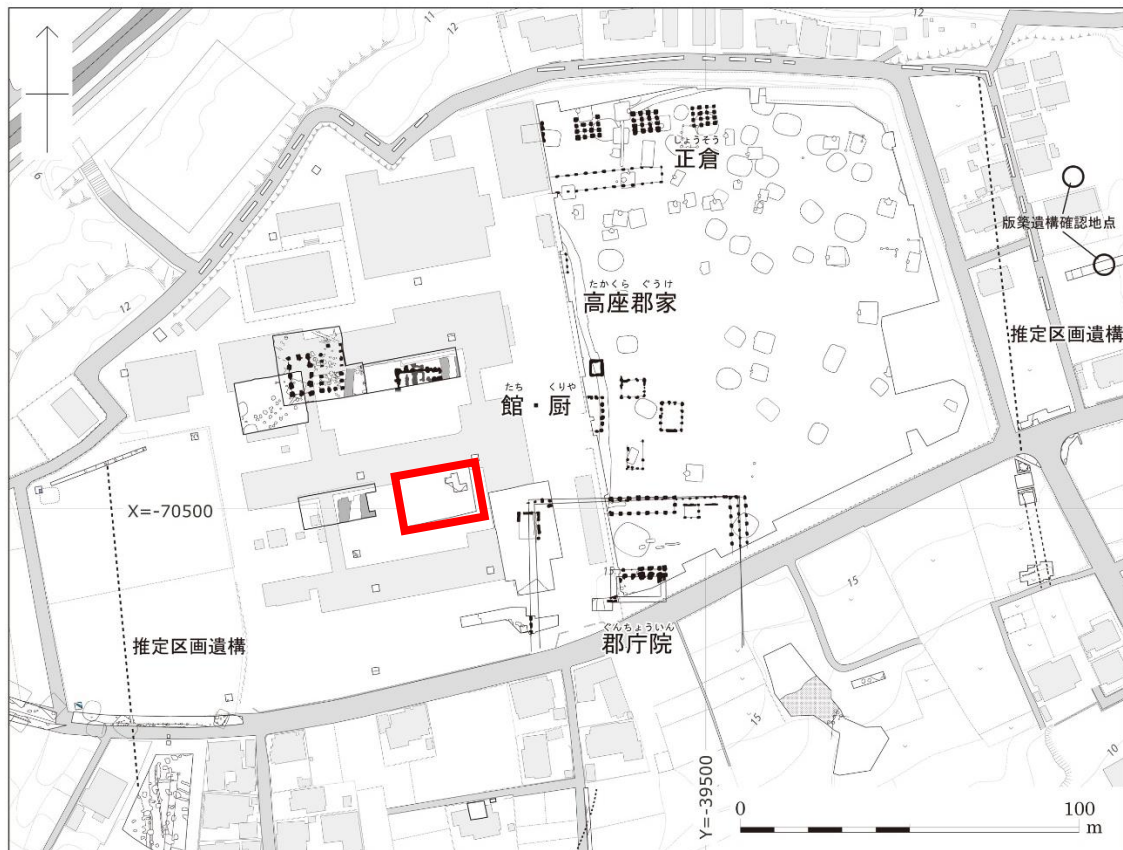 11
12
12
しょうそう
正倉
9
版築遺構確認地点
12
たかくら ぐうけ
高座郡家
推定区画遺構
たち くりや
館・厨
X=-70500
15
15
ぐんちょういん
郡庁院
推定区画遺構
15
10
Y=-39500
0 100
m